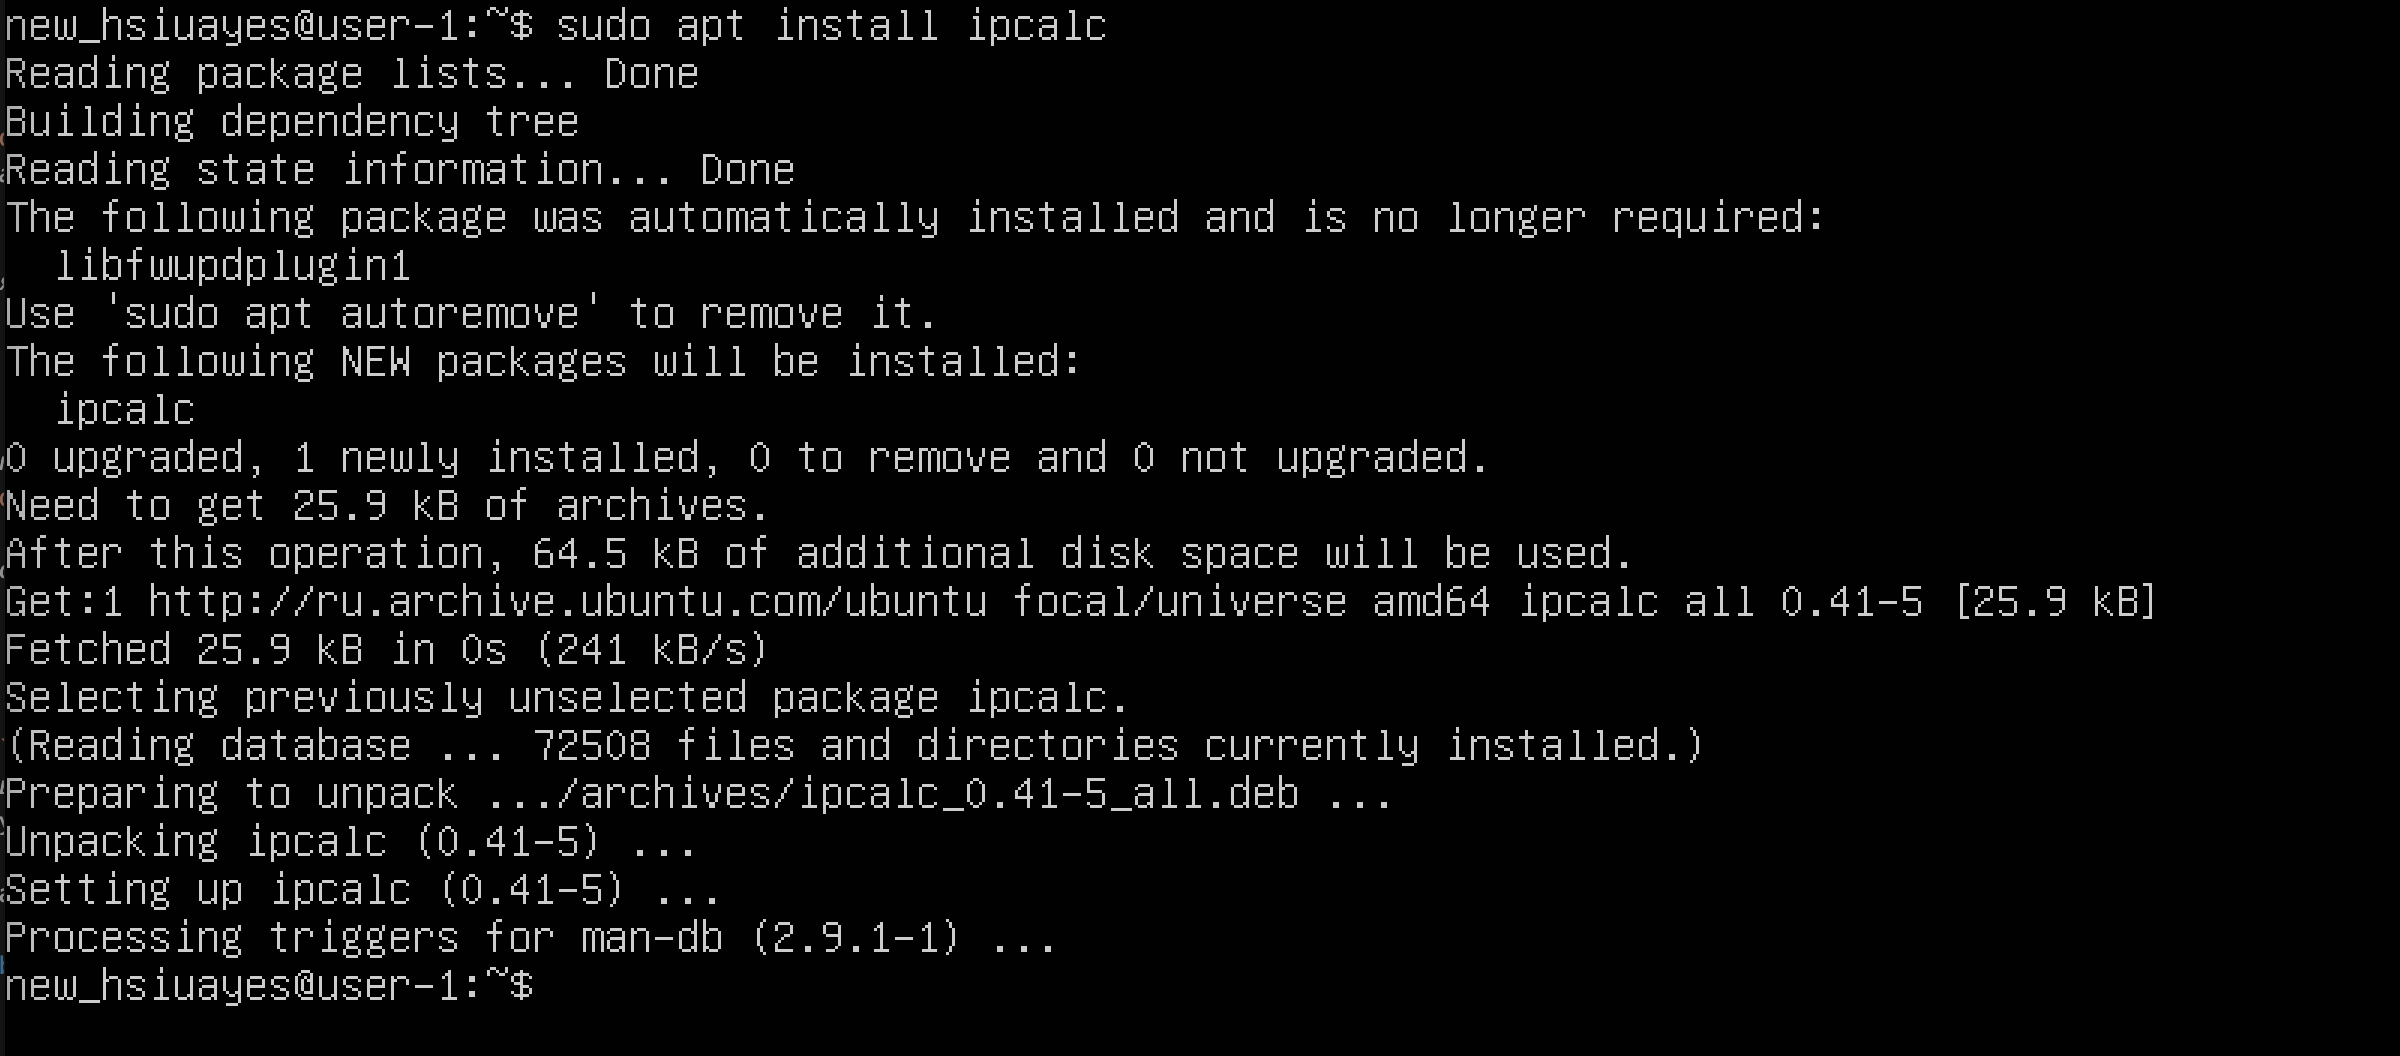 new_hsiuayes@user-1:~$ sudo apt install ipcalc
Reading package lists... Done
Building dependency tree
Reading state information... Done
The following package was automatically installed and is no longer required:
  libfwupdplugin1
Use 'sudo apt autoremove' to remove it.
The following NEW packages will be installed:
  ipcalc
0 upgraded, 1 newly installed, 0 to remove and 0 not upgraded.
Need to get 25.9 kB of archives.
After this operation, 64.5 kB of additional disk space will be used.
Get:1 http://ru.archive.ubuntu.com/ubuntu focal/universe amd64 ipcalc all 0.41-5 [25.9 kB]
Fetched 25.9 kB in 0s (241 kB/s)
Selecting previously unselected package ipcalc.
(Reading database ... 72508 files and directories currently installed.)
Preparing to unpack .../archives/ipcalc_0.41-5_all.deb ...
Unpacking ipcalc (0.41-5) ...
Setting up ipcalc (0.41-5) ...
Processing triggers for man-db (2.9.1-1) ...
new_hsiuayes@user-1:~$